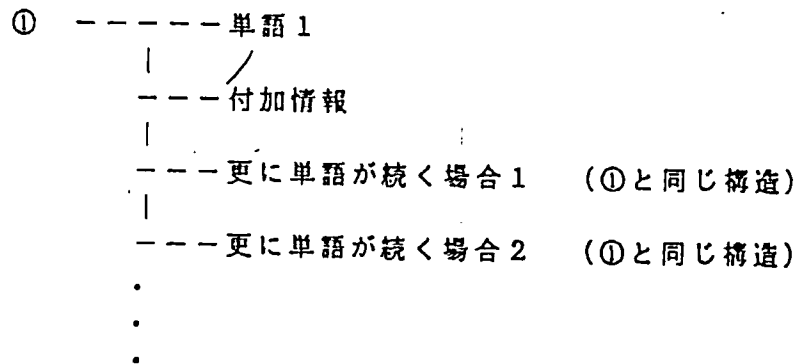 ① －－－－－単語1
－－－付加情報
－－－更に単語が続く場合1 （①と同じ構造）
－－－更に単語が続く場合2 （①と同じ構造）